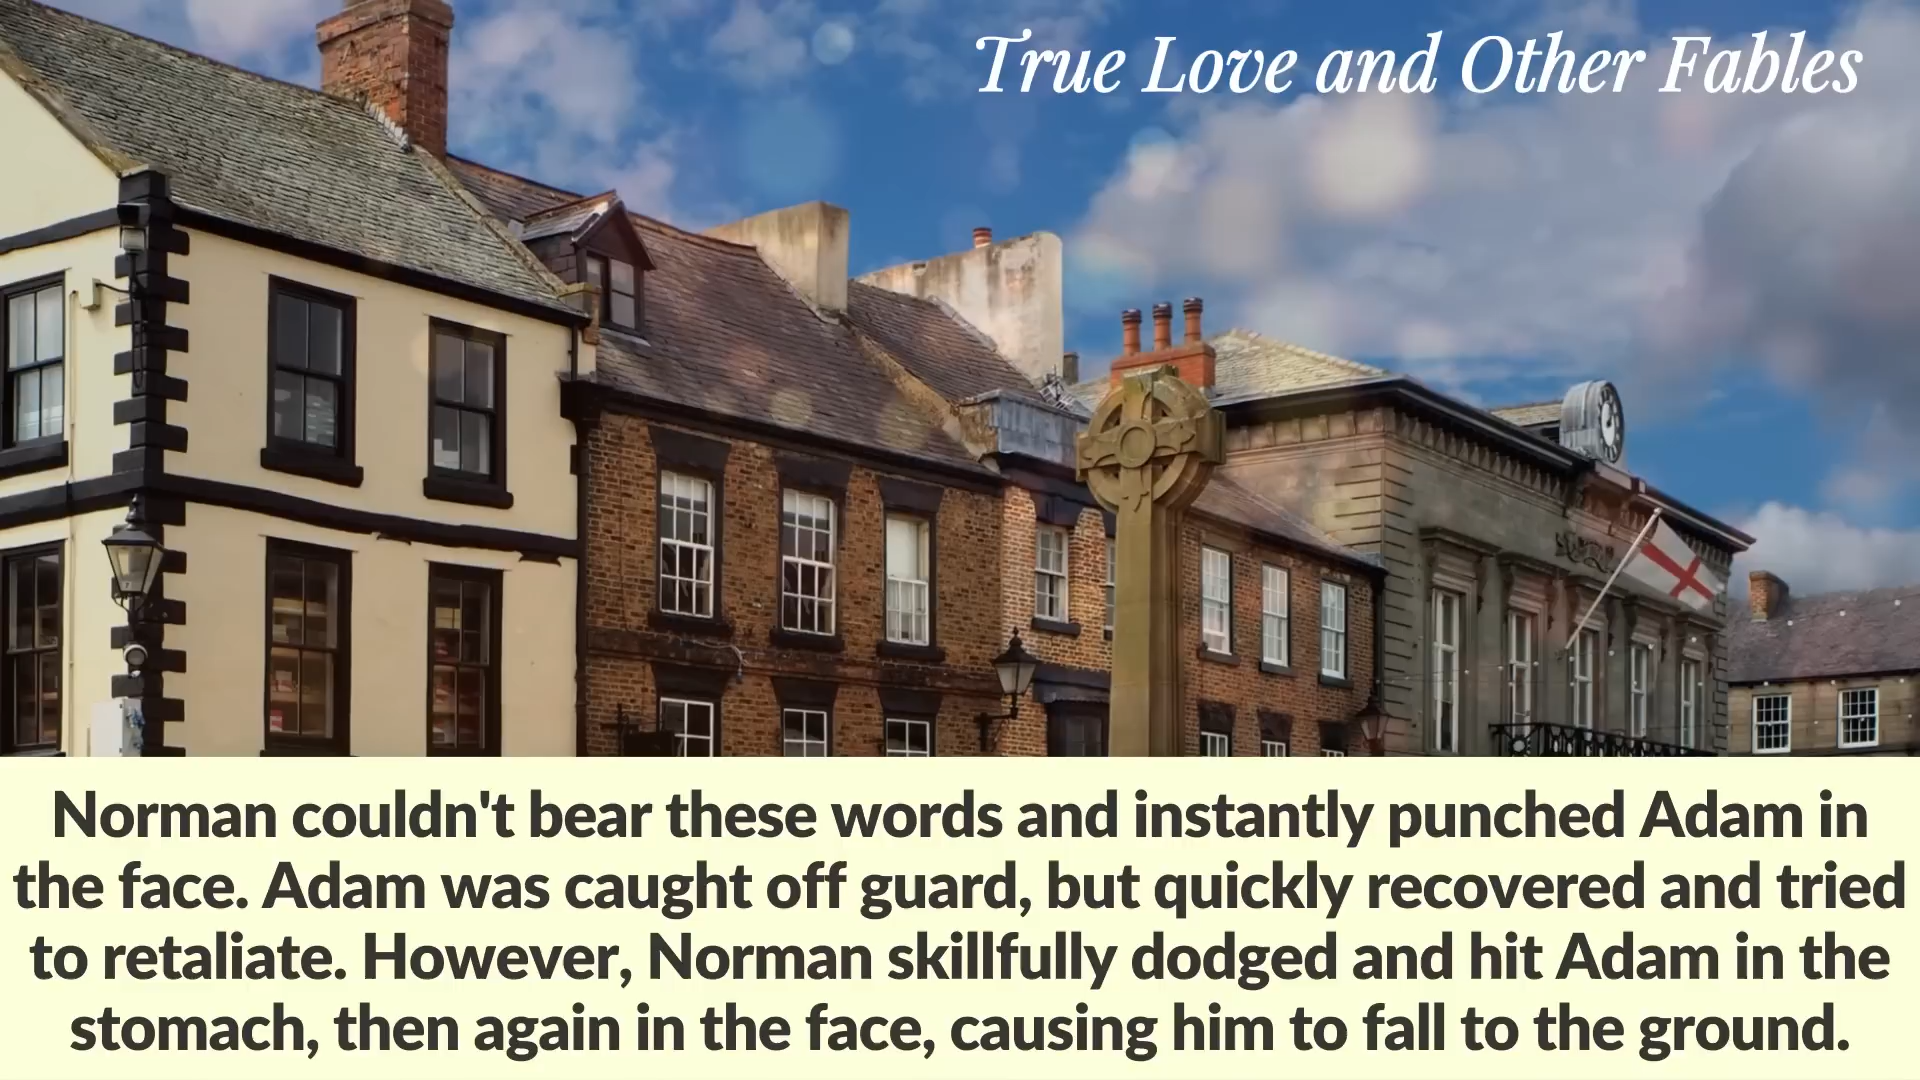 True Love and Other Fables
Norman couldn't bear these words and instantly punched Adam in
the face. Adam was caught off guard, but quickly recovered and tried
to retaliate. However, Norman skillfully dodged and hit Adam in the
stomach, then again in the face, causing him to fall to the ground.